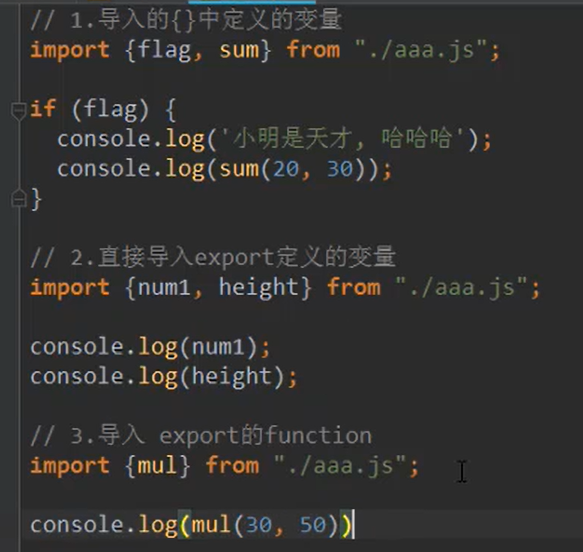 // 1.导入的{}中定义的变量
import {flag, sum} from "./aaa.js";
if (flag) {
console.log('小明是天才, 哈哈哈');
console.log(sum(20, 30));
}
// 2.直接导入export定义的变量
import {num1, height} from "./aaa.js";
console.log(num1);
console.log(height);
// 3.导入 export的function
import {mul} from "./aaa.js";
console.log(mul(30, 50))